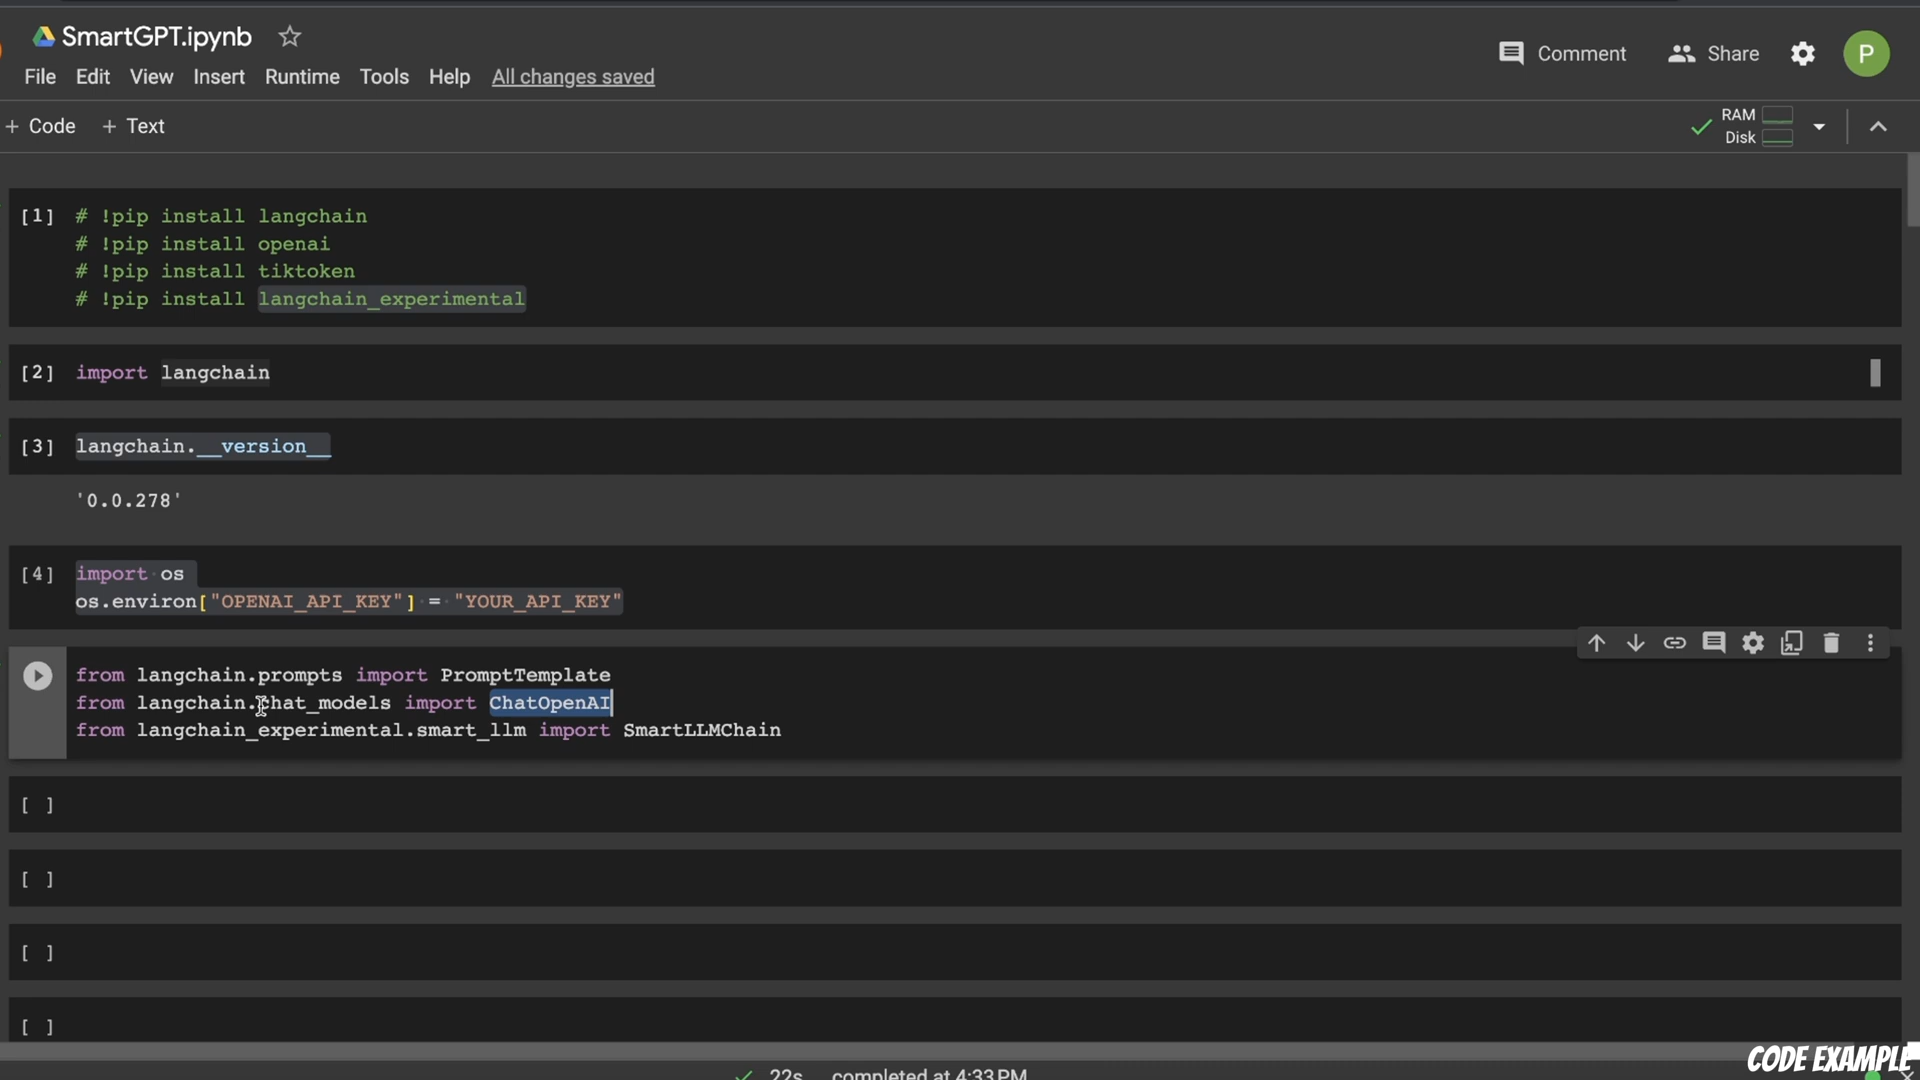 SmartGPT.ipynb
Comment
Share
P
File Edit View Insert Runtime Tools Help All changes saved
+ Code + Text
RAM
Disk
[1] # !pip install langchain
# !pip install openai
# !pip install tiktoken
# !pip install langchain_experimental
[2] import langchain
[3] langchain.__version__
'0.0.278'
[4] import os
os.environ["OPENAI_API_KEY"] = "YOUR_API_KEY"
from langchain.prompts import PromptTemplate
from langchain.chat_models import ChatOpenAI
from langchain_experimental.smart_llm import SmartLLMChain
[ ]
[ ]
[ ]
[ ]
CODE EXAMPLE
22s completed at 4:33 PM